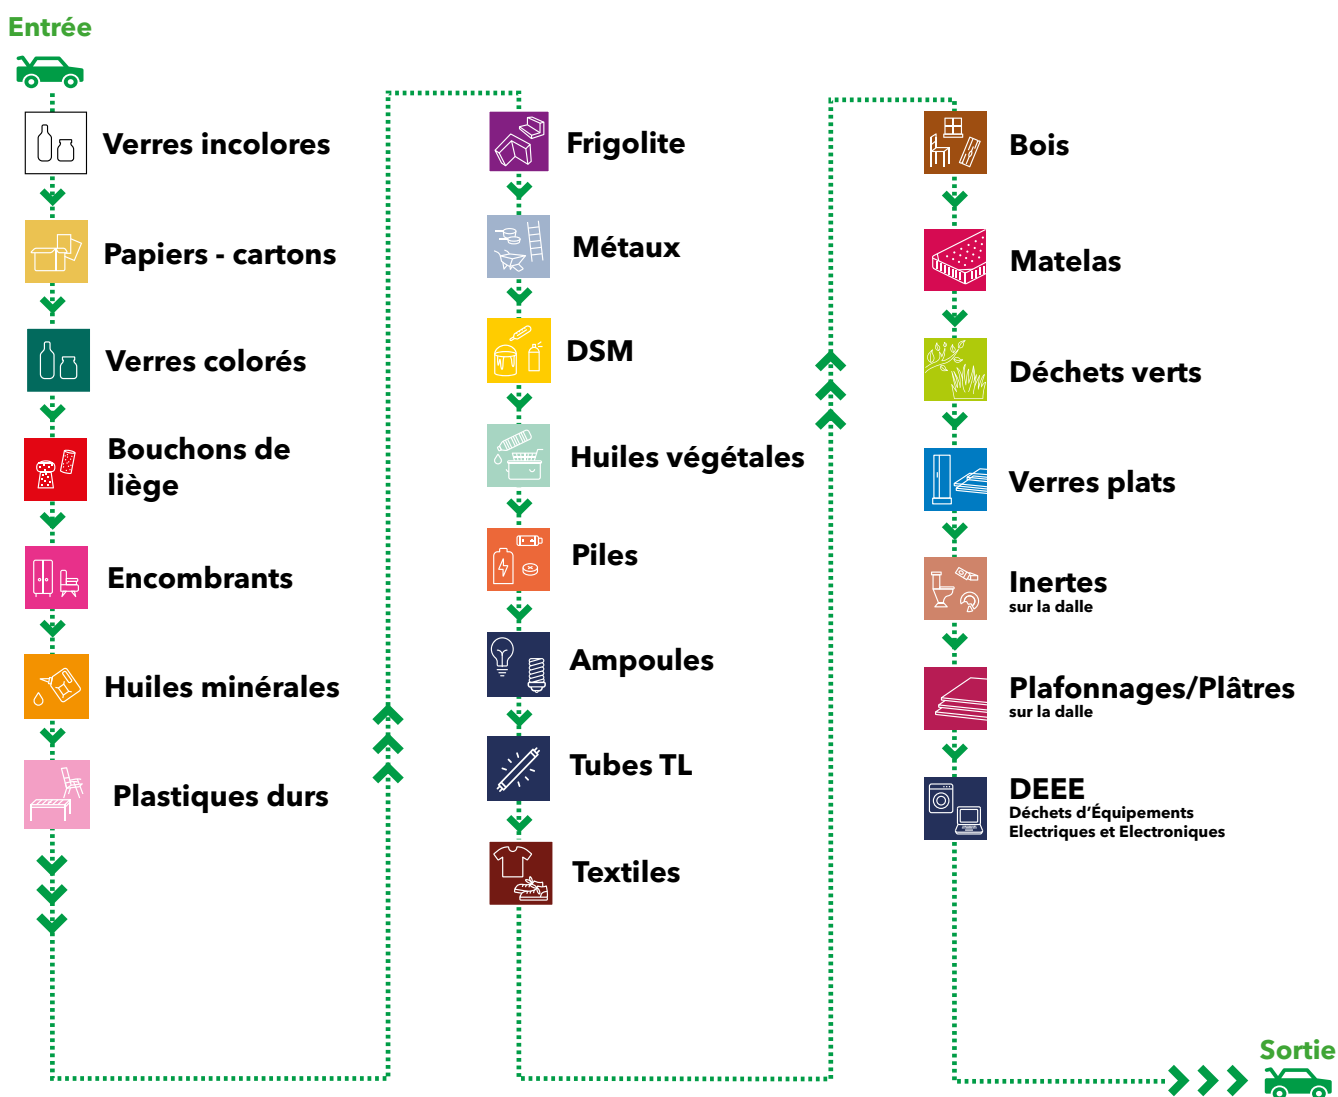 Entrée
Verres incolores
Papiers - cartons
Verres colorés
Bouchons de
liège
Encombrants
Huiles minérales
Plastiques durs
Frigolite
Métaux
DSM
Huiles végétales
Piles
Ampoules
Tubes TL
Textiles
Bois
Matelas
Déchets verts
Verres plats
Inertes
sur la dalle
Plafonnages/Plâtres
sur la dalle
DEEE
Déchets d’Équipements
Electriques et Electroniques
Sortie